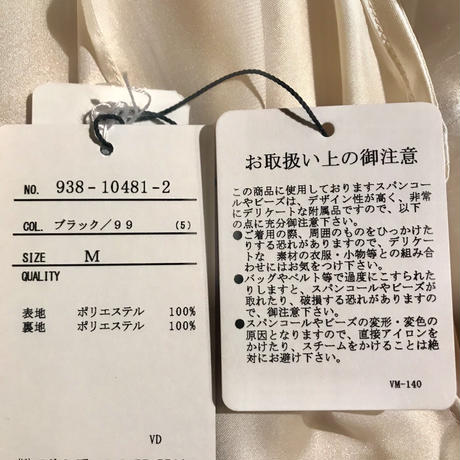 NO. 938-10481-2
COL. ブラック/99 (5)
SIZE M
QUALITY
表地 ポリエステル 100%
裏地 ポリエステル 100%
VD
お取扱い上の御注意
この商品に使用しておりますスパンコー
ルやビーズは、デザイン性が高く、非常
にデリケートな附属品ですので、以下
の点に充分御注意下さい。
●ご着用の際、周囲のものをひっかけた
りする恐れがありますので、デリケート
な 素材の衣服・小物等との組み合
わせにはお気をつけ下さい。
●バッグやベルト等で過度にこすられた
りしますと、スパンコールやビーズが
取れたり、破損する恐れがありますの
で、御注意下さい。
●スパンコールやビーズの変形・変色の
原因となりますので、直接アイロンを
かけたり、スチームをかけることは絶
対にお避け下さい。
VM-140